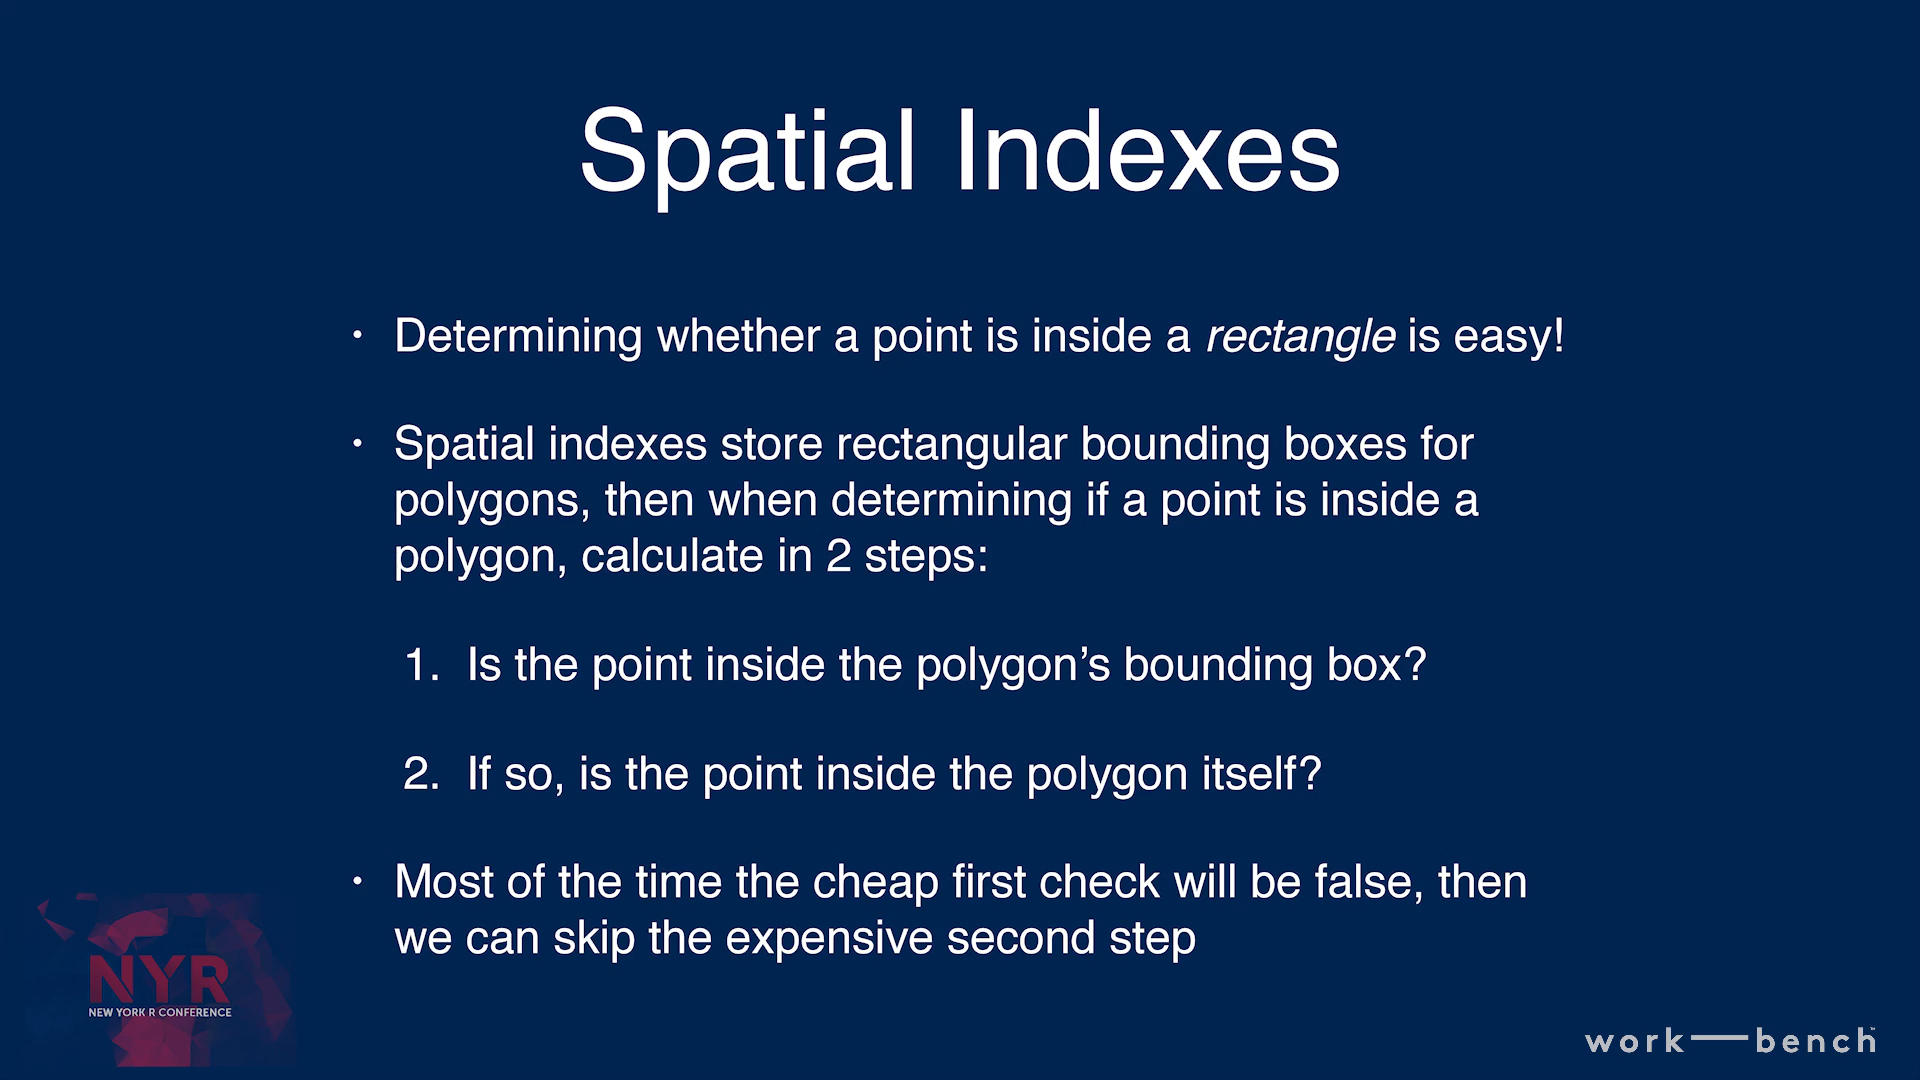 Spatial Indexes
• Determining whether a point is inside a rectangle is easy!
• Spatial indexes store rectangular bounding boxes for
polygons, then when determining if a point is inside a
polygon, calculate in 2 steps:
1. Is the point inside the polygon’s bounding box?
2. If so, is the point inside the polygon itself?
• Most of the time the cheap first check will be false, then
we can skip the expensive second step
NYR
NEW YORK R CONFERENCE
work—bench™